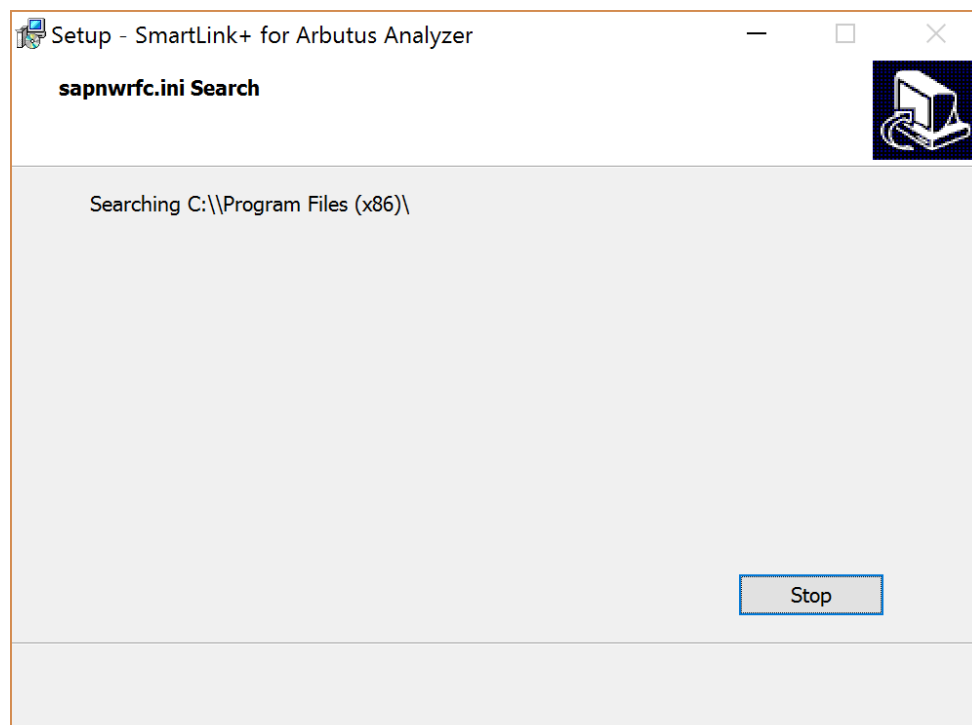 Setup - SmartLink+ for Arbutus Analyzer
sapnwrfc.ini Search
Searching C:\\Program Files (x86)\
Stop